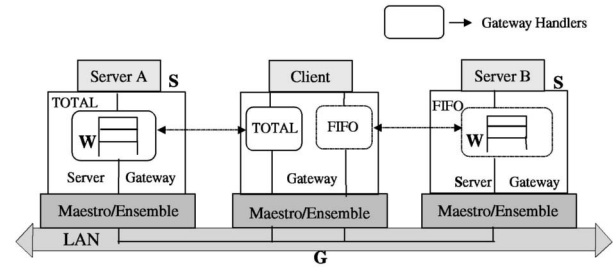 Gateway Handlers
Server A
S
Client
Server B
S
TOTAL
W
Server Gateway
TOTAL
FIFO
Gateway
FIFO
W
Server Gateway
Maestro/Ensemble
Maestro/Ensemble
Maestro/Ensemble
LAN
G